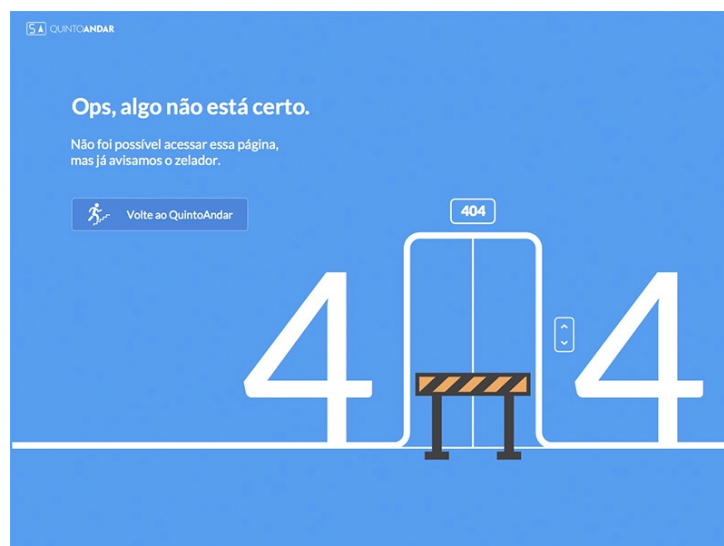 5A QUINTOANDAR
Ops, algo não está certo.
Não foi possível acessar essa página,
mas já avisamos o zelador.
Volte ao QuintoAndar
404
4 4